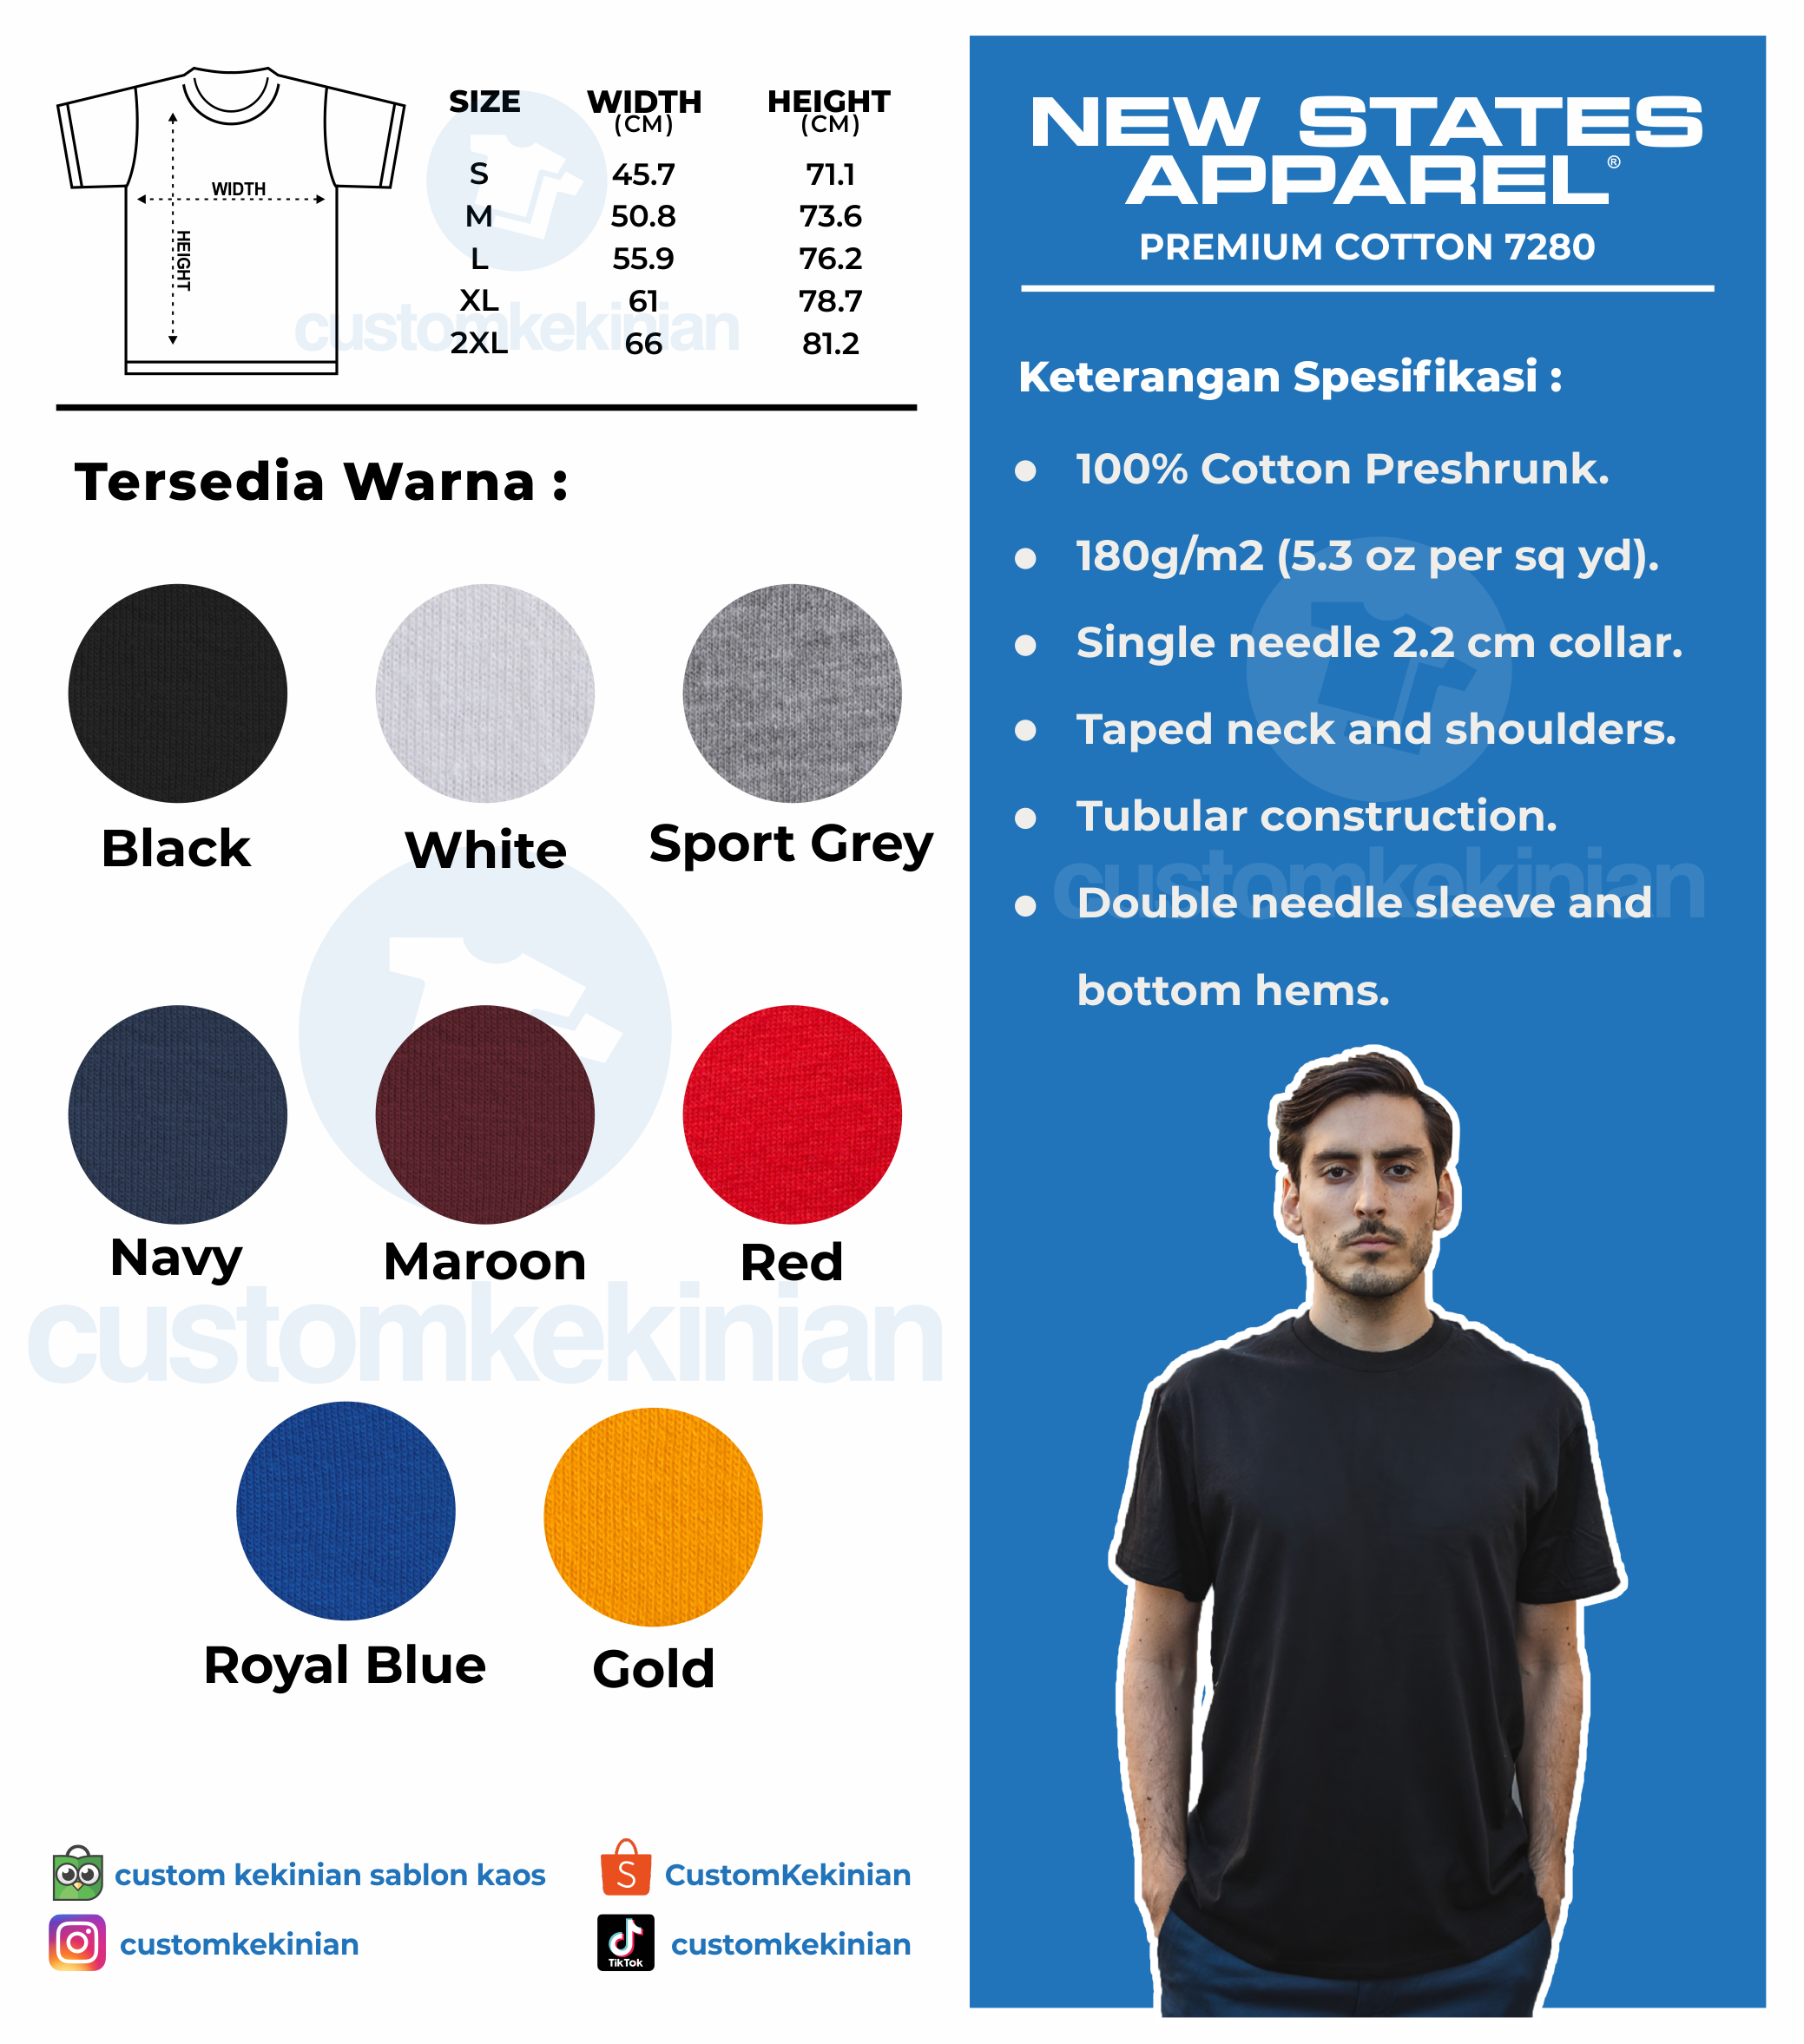 SIZE WIDTH HEIGHT
(CM) (CM)
S 45.7 71.1
M 50.8 73.6
L 55.9 76.2
XL 61 78.7
2XL 66 81.2
WIDTH
HEIGHT
customkekinian
Tersedia Warna :
Black White Sport Grey
Navy Maroon Red
customkekinian
Royal Blue Gold
custom kekinian sablon kaos
S CustomKekinian
customkekinian
TikTok customkekinian
NEW STATES
APPAREL®
PREMIUM COTTON 7280
Keterangan Spesifikasi :
● 100% Cotton Preshrunk.
● 180g/m2 (5.3 oz per sq yd).
● Single needle 2.2 cm collar.
● Taped neck and shoulders.
● Tubular construction.
customkekinian
● Double needle sleeve and
bottom hems.